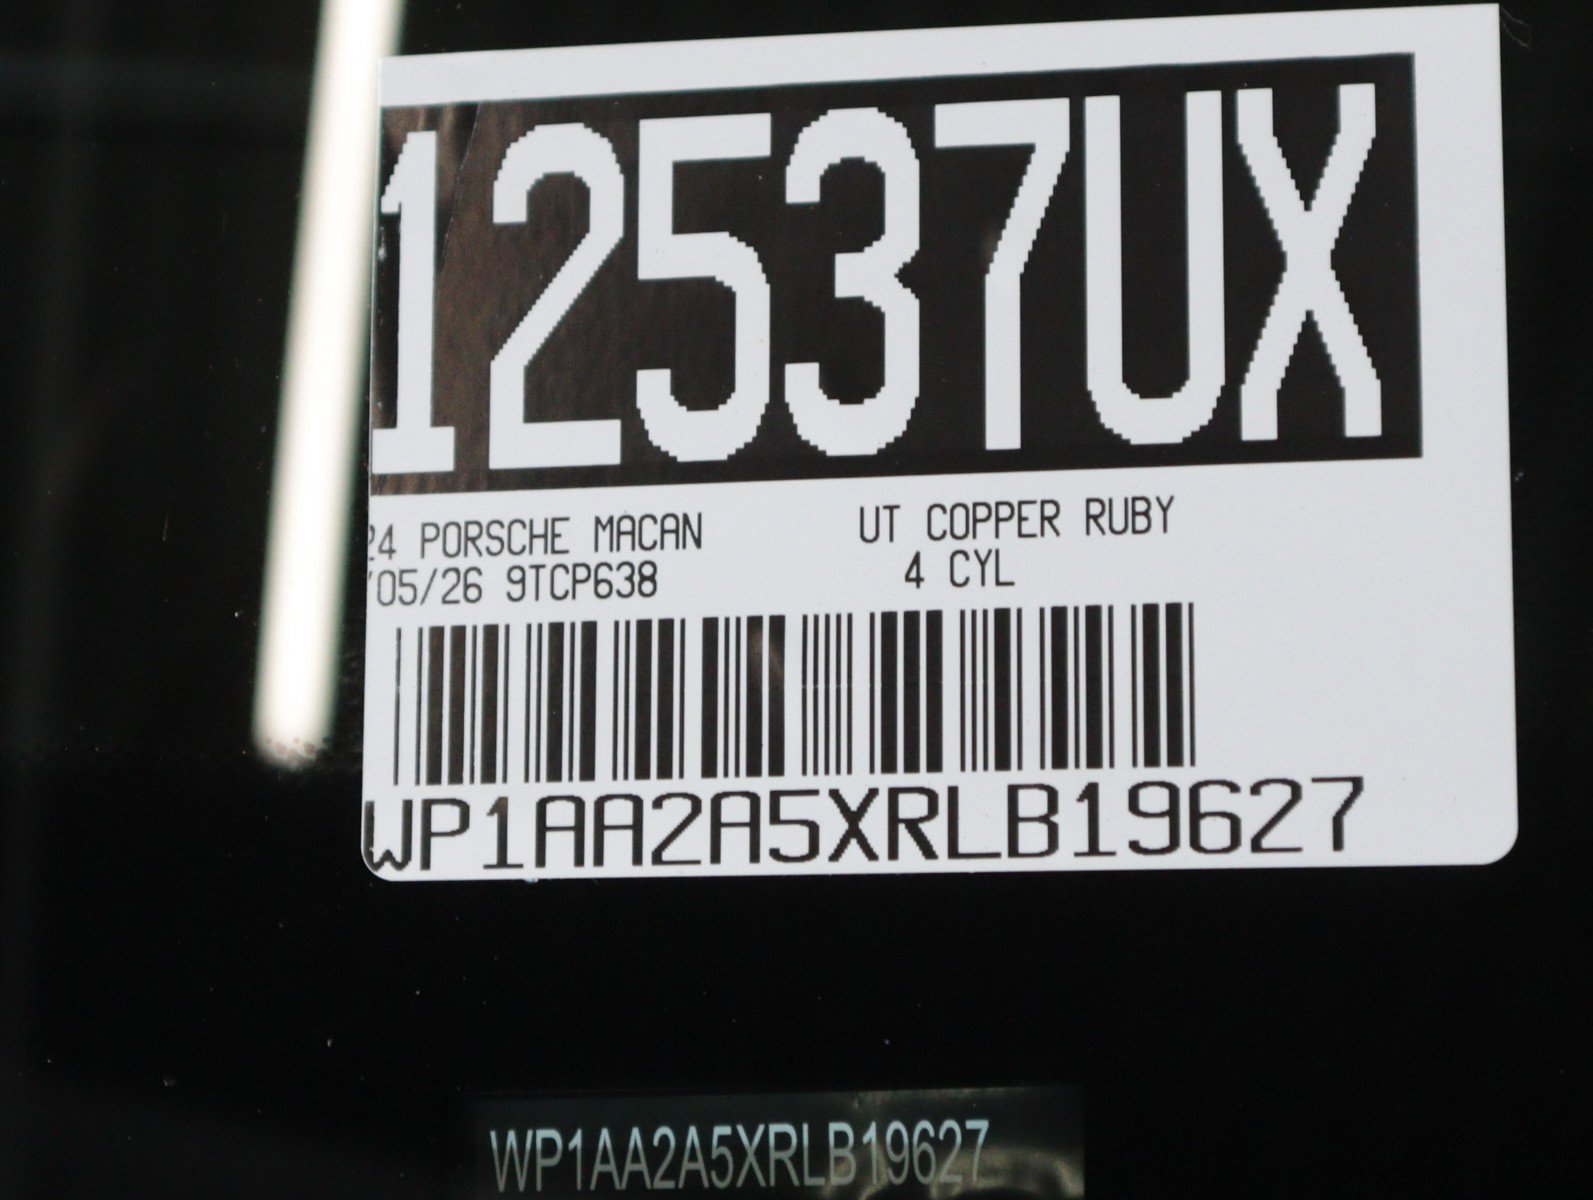 12537UX
24 PORSCHE MACAN UT COPPER RUBY
05/26 9TCP638 4 CYL
WP1AA2A5XRLB19627
WP1AA2A5XRLB19627